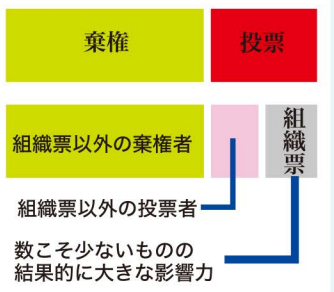 棄権
投票
組織票以外の棄権者
組織票
組織票以外の投票者
数こそ少ないものの
結果的に大きな影響力